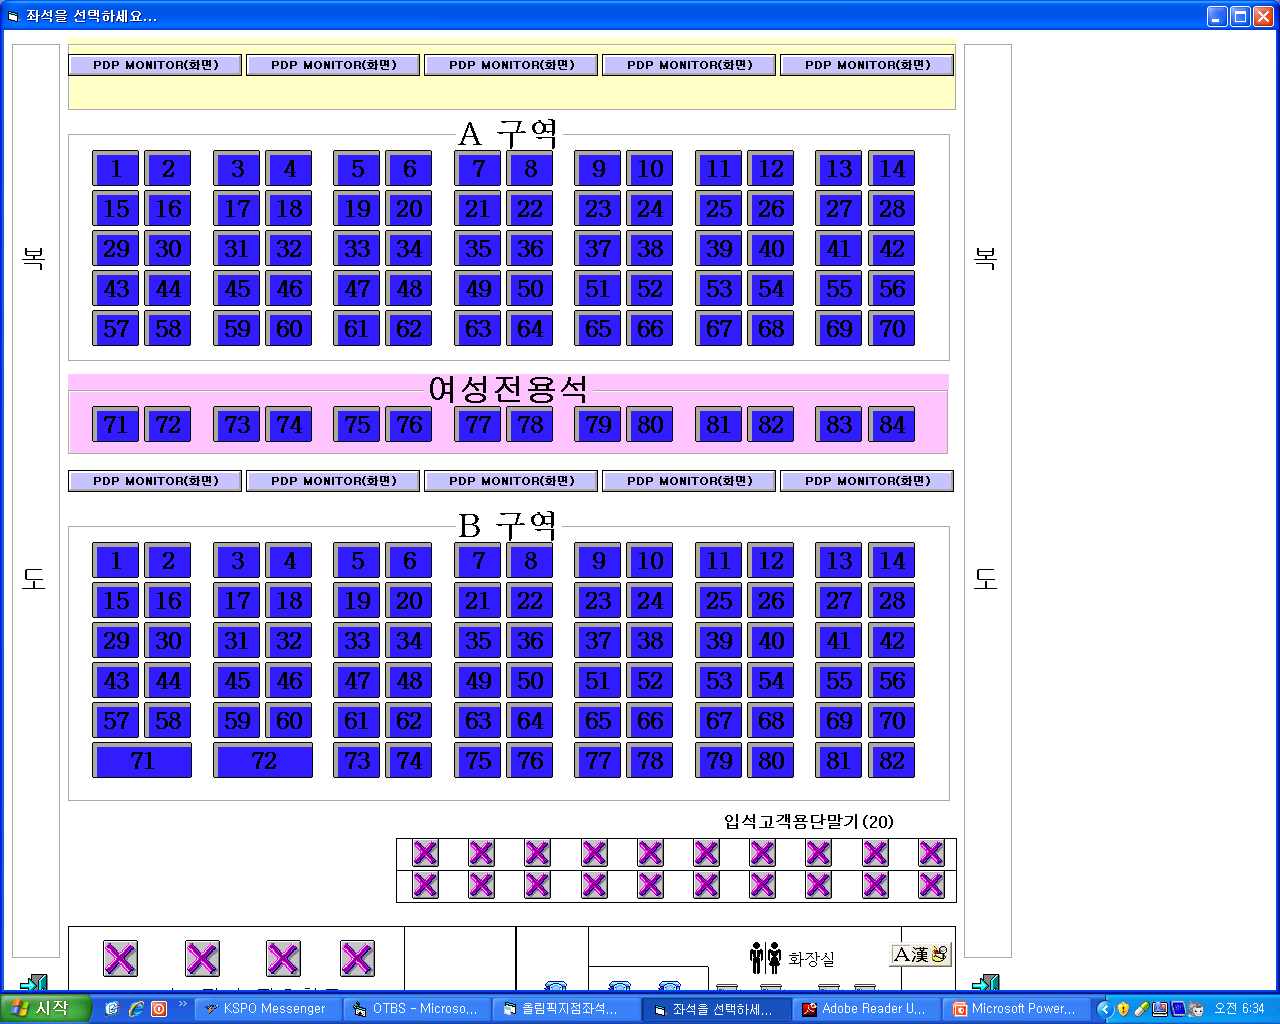 좌석을 선택하세요...
PDP MONITOR(화면) PDP MONITOR(화면) PDP MONITOR(화면) PDP MONITOR(화면) PDP MONITOR(화면)
A 구역
1 2 3 4 5 6 7 8 9 10 11 12 13 14
15 16 17 18 19 20 21 22 23 24 25 26 27 28
복 29 30 31 32 33 34 35 36 37 38 39 40 41 42 복
43 44 45 46 47 48 49 50 51 52 53 54 55 56
57 58 59 60 61 62 63 64 65 66 67 68 69 70
여성전용석
71 72 73 74 75 76 77 78 79 80 81 82 83 84
PDP MONITOR(화면) PDP MONITOR(화면) PDP MONITOR(화면) PDP MONITOR(화면) PDP MONITOR(화면)
B 구역
1 2 3 4 5 6 7 8 9 10 11 12 13 14
도 15 16 17 18 19 20 21 22 23 24 25 26 27 28 도
29 30 31 32 33 34 35 36 37 38 39 40 41 42
43 44 45 46 47 48 49 50 51 52 53 54 55 56
57 58 59 60 61 62 63 64 65 66 67 68 69 70
71 72 73 74 75 76 77 78 79 80 81 82
입석고객용단말기(20)
화장실 A漢
시작 KSPO Messenger OTBS - Microso... 올림픽지점좌석... 좌석을 선택하세... Adobe Reader U... Microsoft Power... 오전 6:34